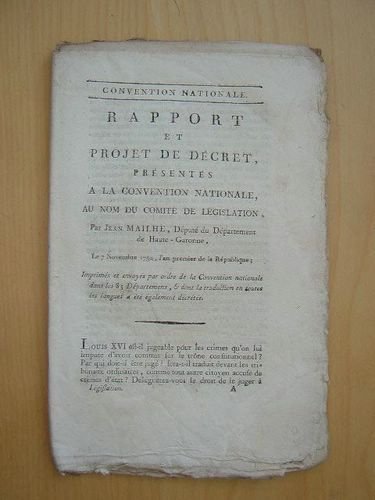 CONVENTION NATIONALE.
RAPPORT
ET
PROJET DE DÉCRET,
PRÉSENTÉS
A LA CONVENTION NATIONALE,
AU NOM DU COMITÉ DE LÉGISLATION,
Par JEAN MAILHE, Député du Département
de Haute-Garonne,
Le 7 Novembre 1792, l'an premier de la République;
Imprimés et envoyés par ordre de la Convention nationale
dans les 83 Départemens, & dont la traduction en toutes
les langues a été également décrétée.
LOUIS XVI est-il jugeable pour les crimes qu'on lui
impute d'avoir commis sur le trône constitutionnel?
Par qui doit-il être jugé? Sera-t-il traduit devant les tri-
bunaux ordinaires, comme tout autre citoyen accusé de
crimes d'état? Déléguerez-vous le droit de le juger à
Législation. A